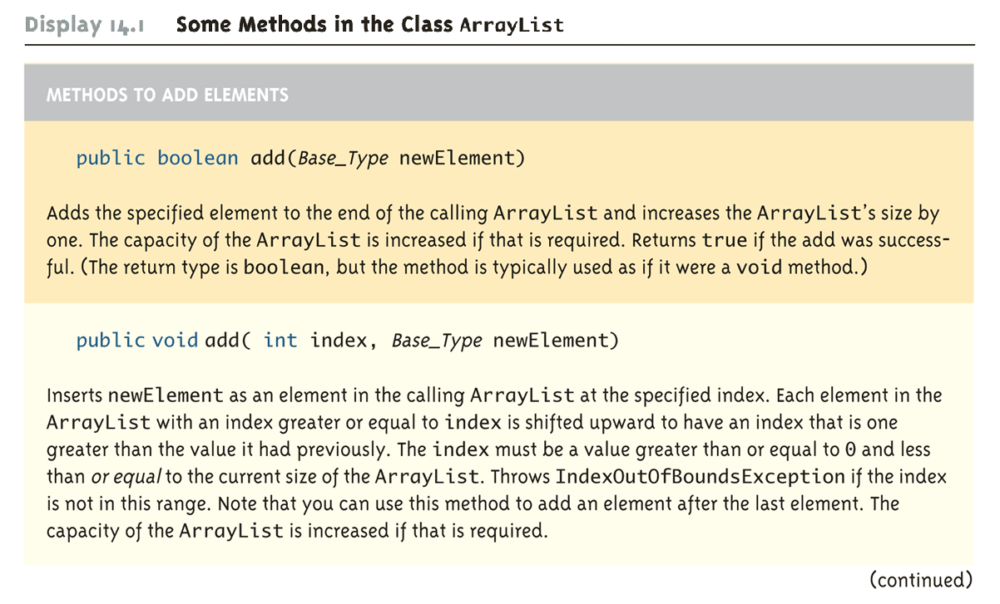 Display 14.1 Some Methods in the Class ArrayList
METHODS TO ADD ELEMENTS
public boolean add(Base_Type newElement)
Adds the specified element to the end of the calling ArrayList and increases the ArrayList's size by
one. The capacity of the ArrayList is increased if that is required. Returns true if the add was success-
ful. (The return type is boolean, but the method is typically used as if it were a void method.)
public void add( int index, Base_Type newElement)
Inserts newElement as an element in the calling ArrayList at the specified index. Each element in the
ArrayList with an index greater or equal to index is shifted upward to have an index that is one
greater than the value it had previously. The index must be a value greater than or equal to 0 and less
than or equal to the current size of the ArrayList. Throws IndexOutOfBoundsException if the index
is not in this range. Note that you can use this method to add an element after the last element. The
capacity of the ArrayList is increased if that is required.
(continued)